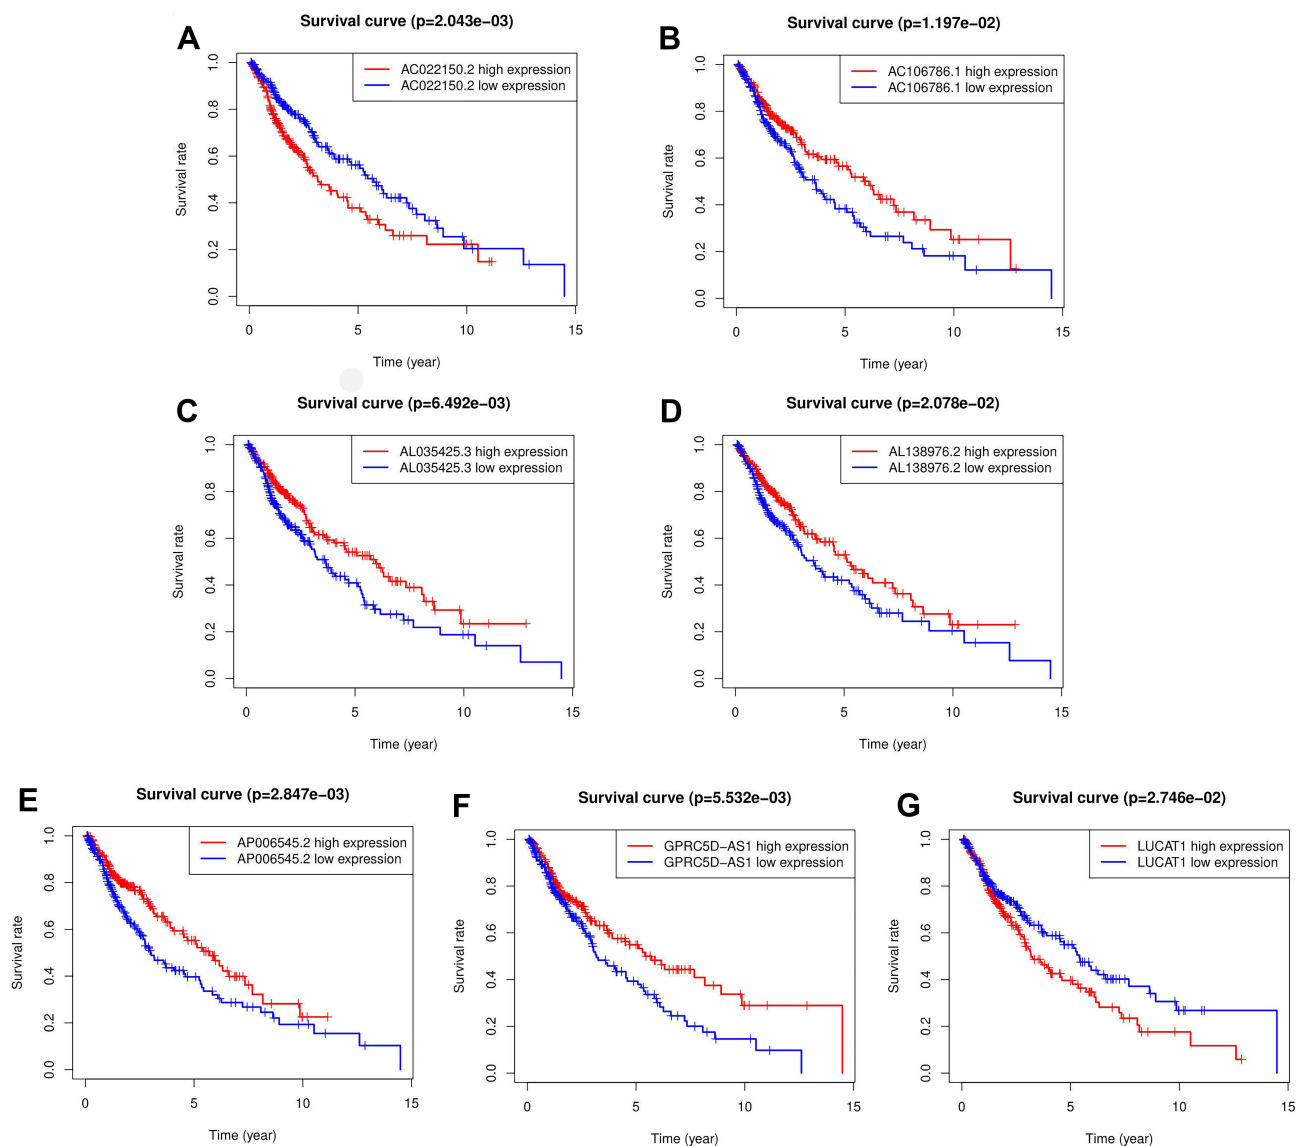 A
Survival curve (p=2.043e−03)
AC022150.2 high expression
AC022150.2 low expression
Survival rate
0.0 0.2 0.4 0.6 0.8 1.0
0 5 10 15
Time (year)
B
Survival curve (p=1.197e−02)
AC106786.1 high expression
AC106786.1 low expression
Survival rate
0.0 0.2 0.4 0.6 0.8 1.0
0 5 10 15
Time (year)
C
Survival curve (p=6.492e−03)
AL035425.3 high expression
AL035425.3 low expression
Survival rate
0.0 0.2 0.4 0.6 0.8 1.0
0 5 10 15
Time (year)
D
Survival curve (p=2.078e−02)
AL138976.2 high expression
AL138976.2 low expression
Survival rate
0.0 0.2 0.4 0.6 0.8 1.0
0 5 10 15
Time (year)
E
Survival curve (p=2.847e−03)
AP006545.2 high expression
AP006545.2 low expression
Survival rate
0.0 0.2 0.4 0.6 0.8 1.0
0 5 10 15
Time (year)
F
Survival curve (p=5.532e−03)
GPRC5D−AS1 high expression
GPRC5D−AS1 low expression
Survival rate
0.0 0.2 0.4 0.6 0.8 1.0
0 5 10 15
Time (year)
G
Survival curve (p=2.746e−02)
LUCAT1 high expression
LUCAT1 low expression
Survival rate
0.0 0.2 0.4 0.6 0.8 1.0
0 5 10 15
Time (year)